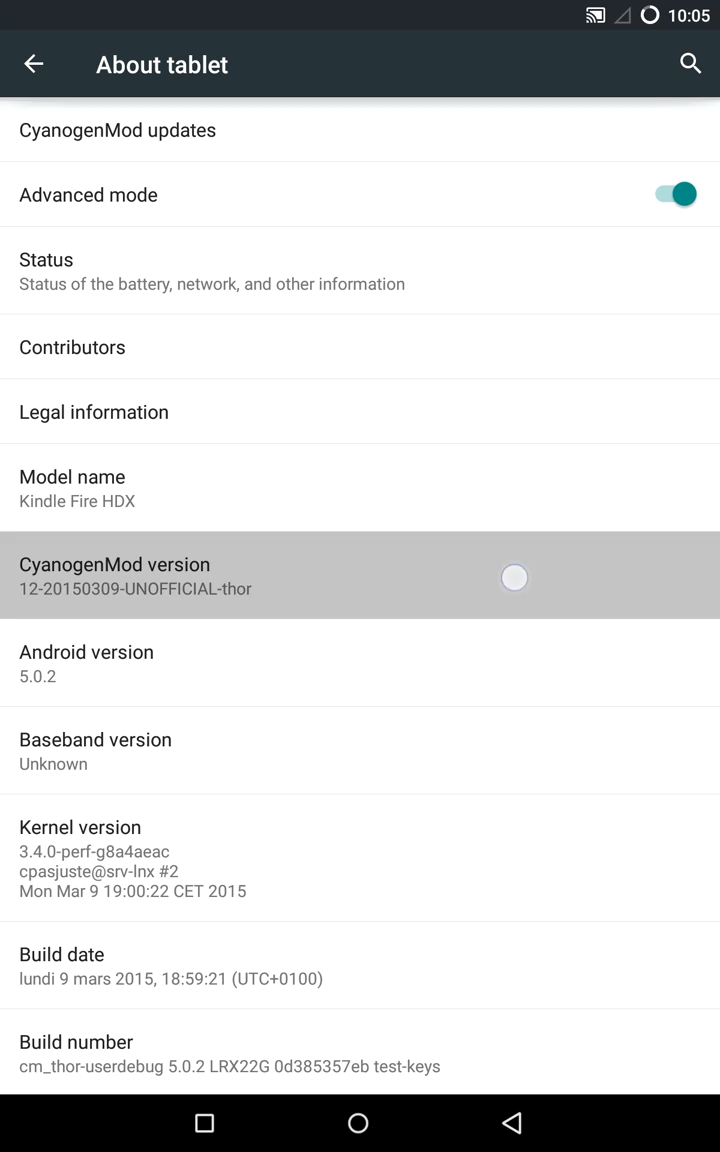 10:05
About tablet
CyanogenMod updates
Advanced mode
Status
Status of the battery, network, and other information
Contributors
Legal information
Model name
Kindle Fire HDX
CyanogenMod version
12-20150309-UNOFFICIAL-thor
Android version
5.0.2
Baseband version
Unknown
Kernel version
3.4.0-perf-g8a4aeac
cpasjuste@srv-lnx #2
Mon Mar 9 19:00:22 CET 2015
Build date
lundi 9 mars 2015, 18:59:21 (UTC+0100)
Build number
cm_thor-userdebug 5.0.2 LRX22G 0d385357eb test-keys